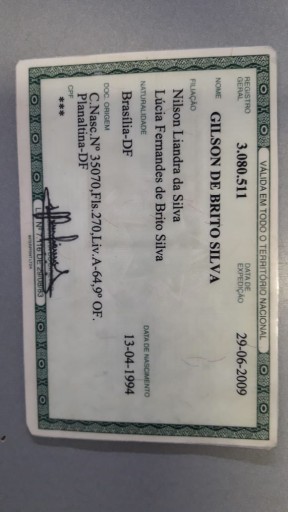 VÁLIDA EM TODO O TERRITÓRIO NACIONAL
REGISTRO GERAL 3.080.511 DATA DE EXPEDIÇÃO 29-06-2009
NOME GILSON DE BRITO SILVA
FILIAÇÃO
Nilson Liandra da Silva
Lúcia Fernandes de Brito Silva
NATURALIDADE DATA DE NASCIMENTO
Brasília-DF 13-04-1994
DOC. ORIGEM
C.Nasc.Nº 35070,Fls.270,Liv.A-64,9º OF.
Planaltina-DF
CPF
***